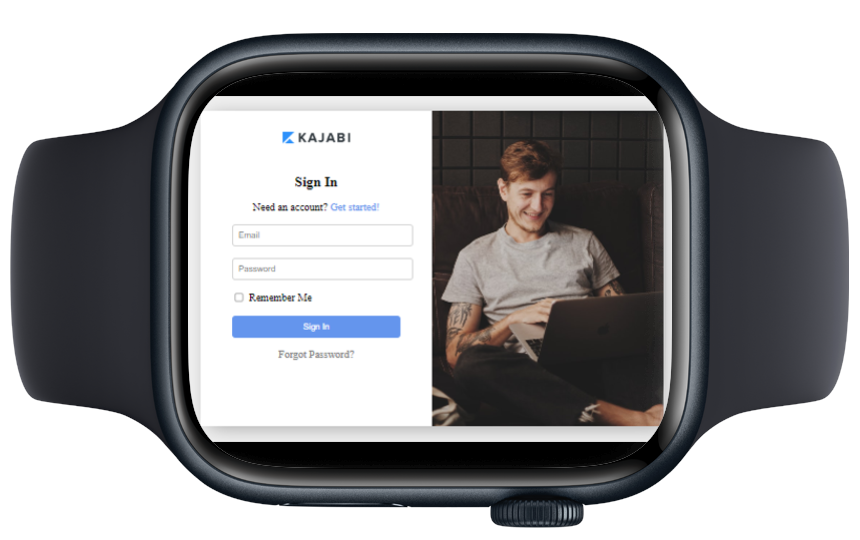 KAJABI
Sign In
Need an account? Get started!
Email
Password
Remember Me
Sign In
Forgot Password?